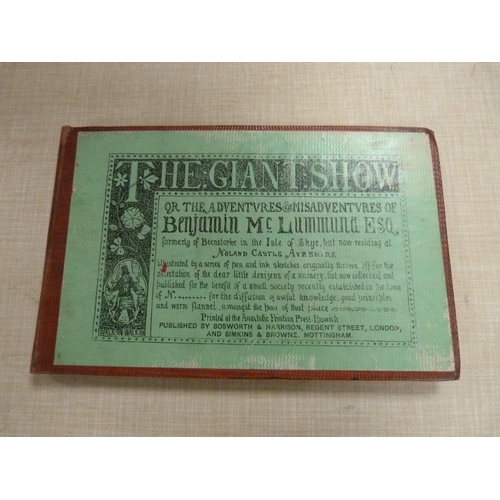 THE GIANT SHOW
OR THE ADVENTURES & MISADVENTURES OF
Benjamin Mc Lummund ESQ.
formerly of Beenstorke in the Isle of Skye, but now residing at
NOLAND CASTLE AYRSHIRE
illustrated by a series of pen and ink sketches, originally thrown off for the
delectation of the dear little denizens of a nursery, but now collected and
published for the benefit of a small society recently established in the town
of N......... for the diffusion of useful knowledge, good principles
and warm flannel, amongst the poor of that place
Printed at the Anastatic Printing Press Ipswich
PUBLISHED BY BOSWORTH & HARRISON, REGENT STREET, LONDON,
AND SIMKINS & BROWNE, NOTTINGHAM.